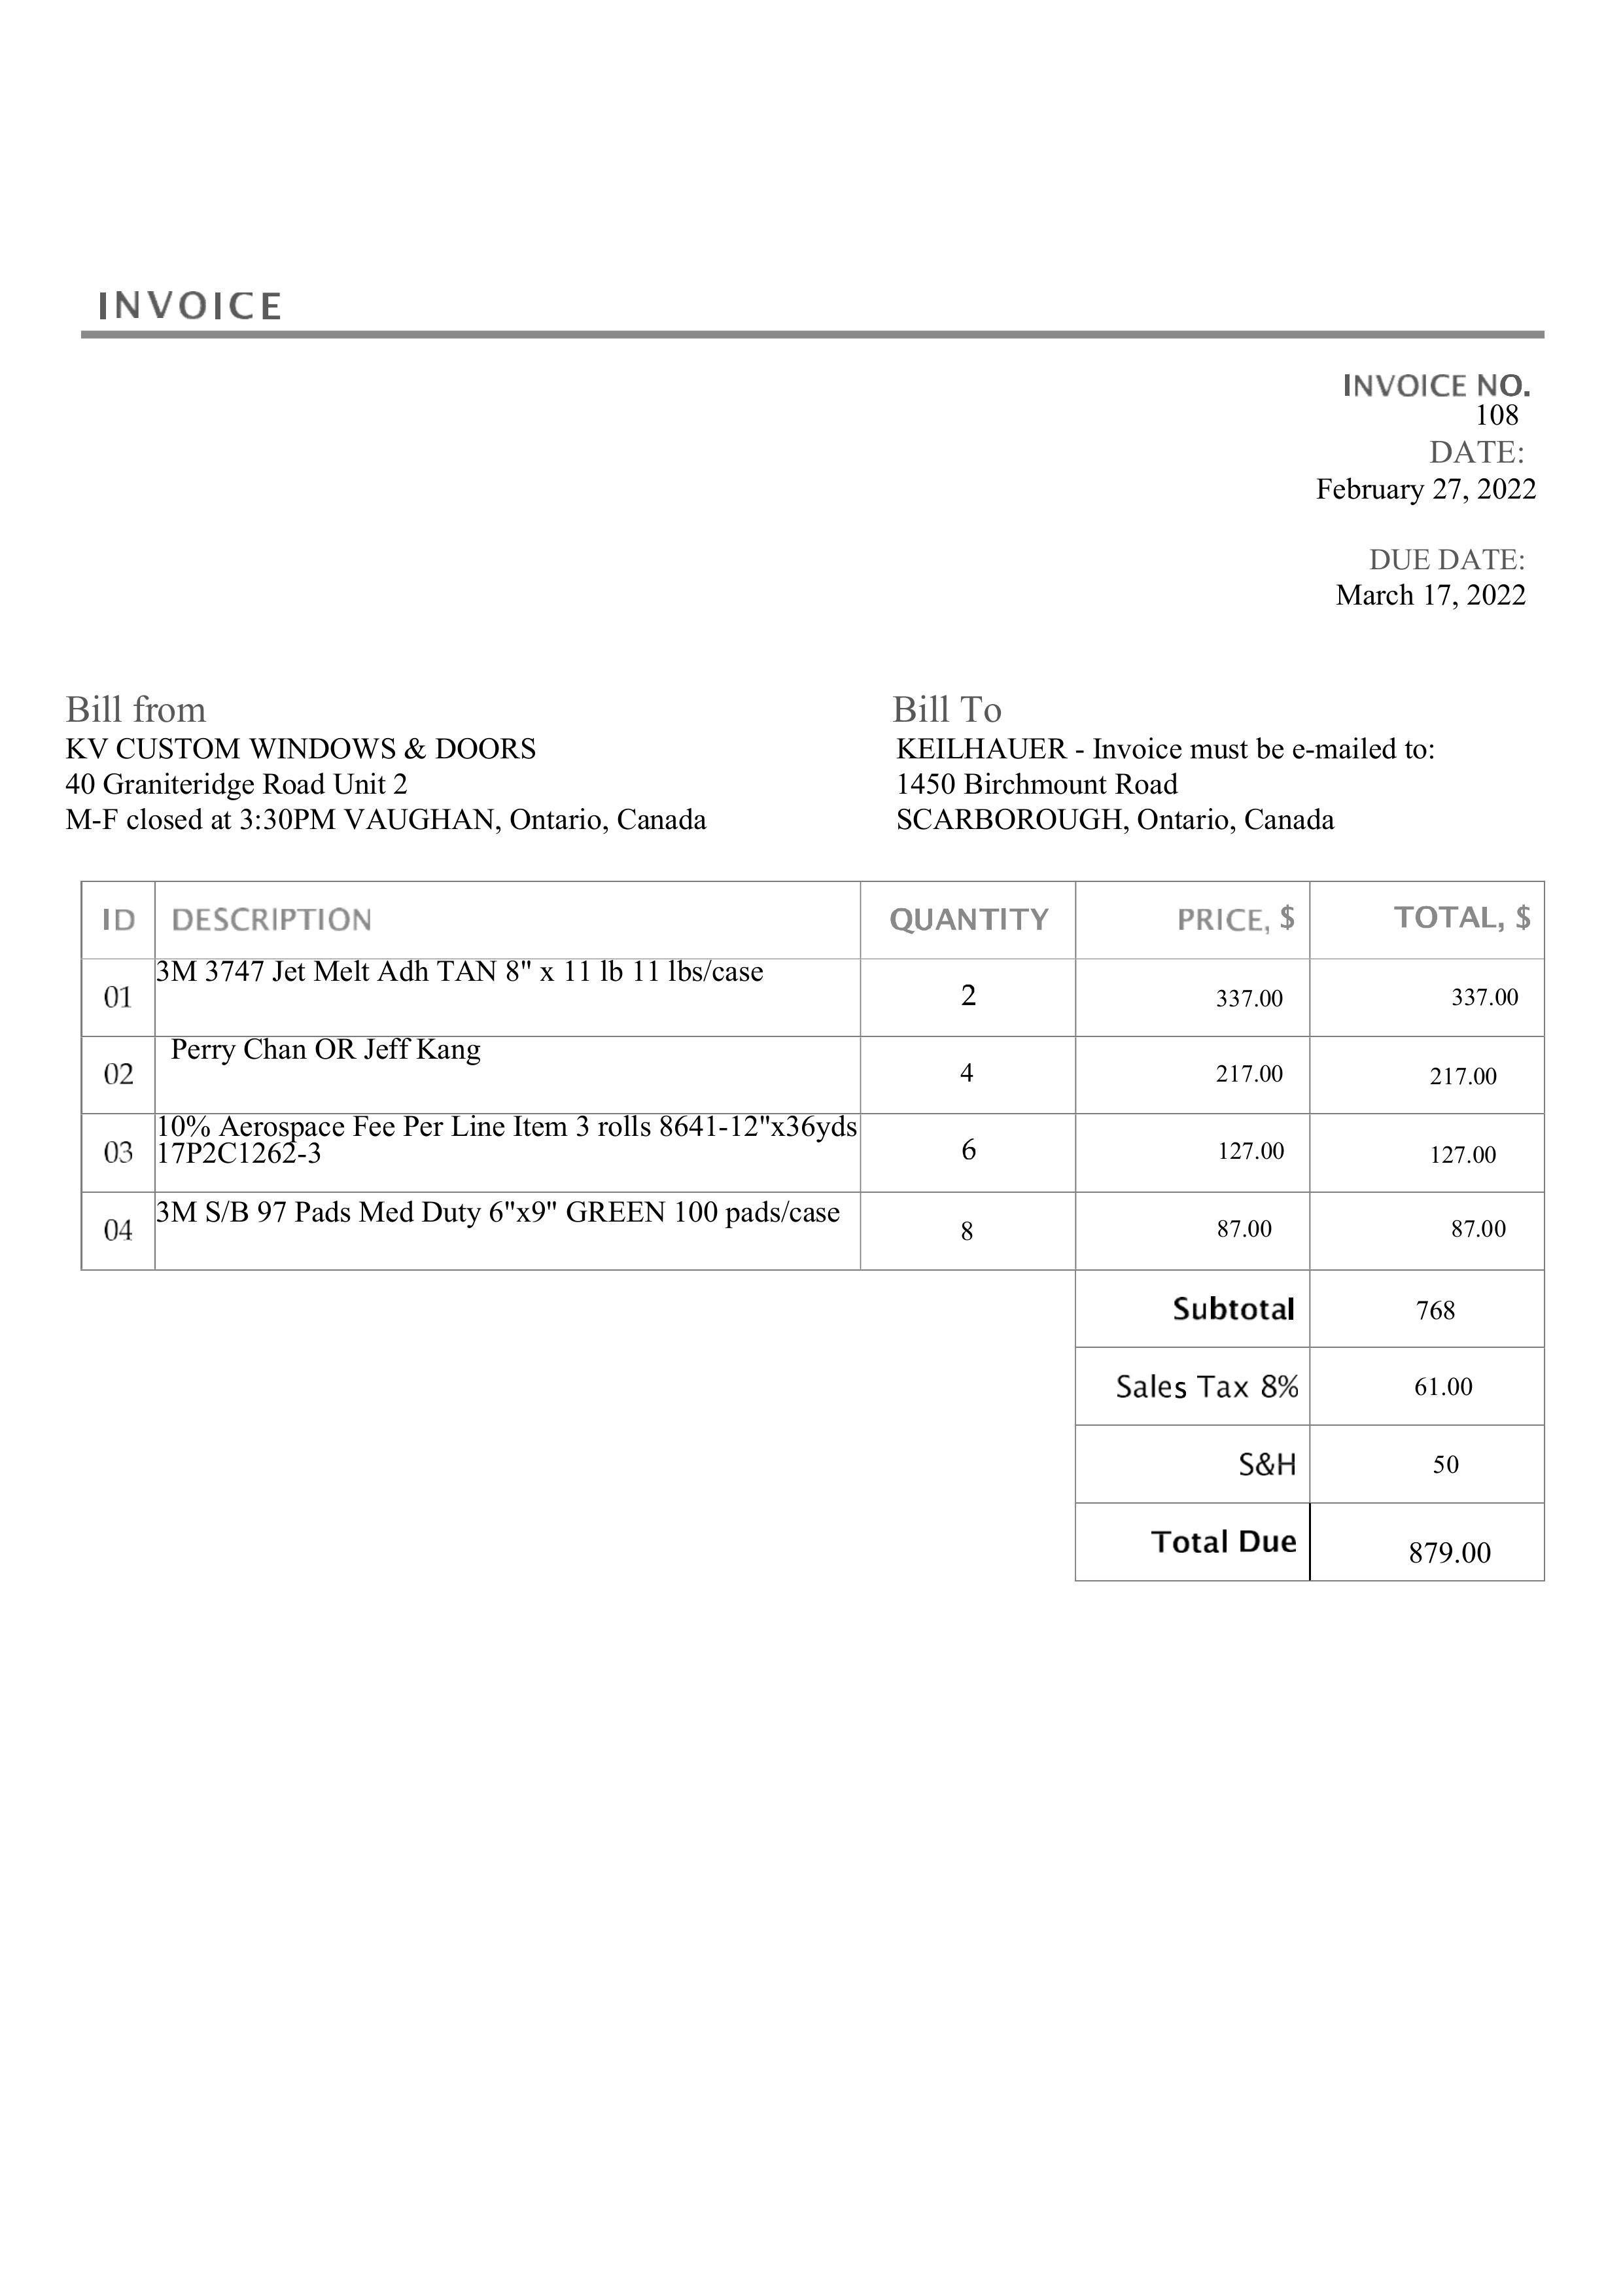 INVOICE
INVOICE NO.
108
DATE:
February 27, 2022
DUE DATE:
March 17, 2022
Bill from
KV CUSTOM WINDOWS & DOORS
40 Graniteridge Road Unit 2
M-F closed at 3:30PM VAUGHAN, Ontario, Canada
Bill To
KEILHAUER - Invoice must be e-mailed to:
1450 Birchmount Road
SCARBOROUGH, Ontario, Canada
ID DESCRIPTION QUANTITY PRICE, $ TOTAL, $
01 3M 3747 Jet Melt Adh TAN 8" x 11 lb 11 lbs/case 2 337.00 337.00
02 Perry Chan OR Jeff Kang 4 217.00 217.00
03 10% Aerospace Fee Per Line Item 3 rolls 8641-12"x36yds 6 127.00 127.00
17P2C1262-3
04 3M S/B 97 Pads Med Duty 6"x9" GREEN 100 pads/case 8 87.00 87.00
Subtotal 768
Sales Tax 8% 61.00
S&H 50
Total Due 879.00